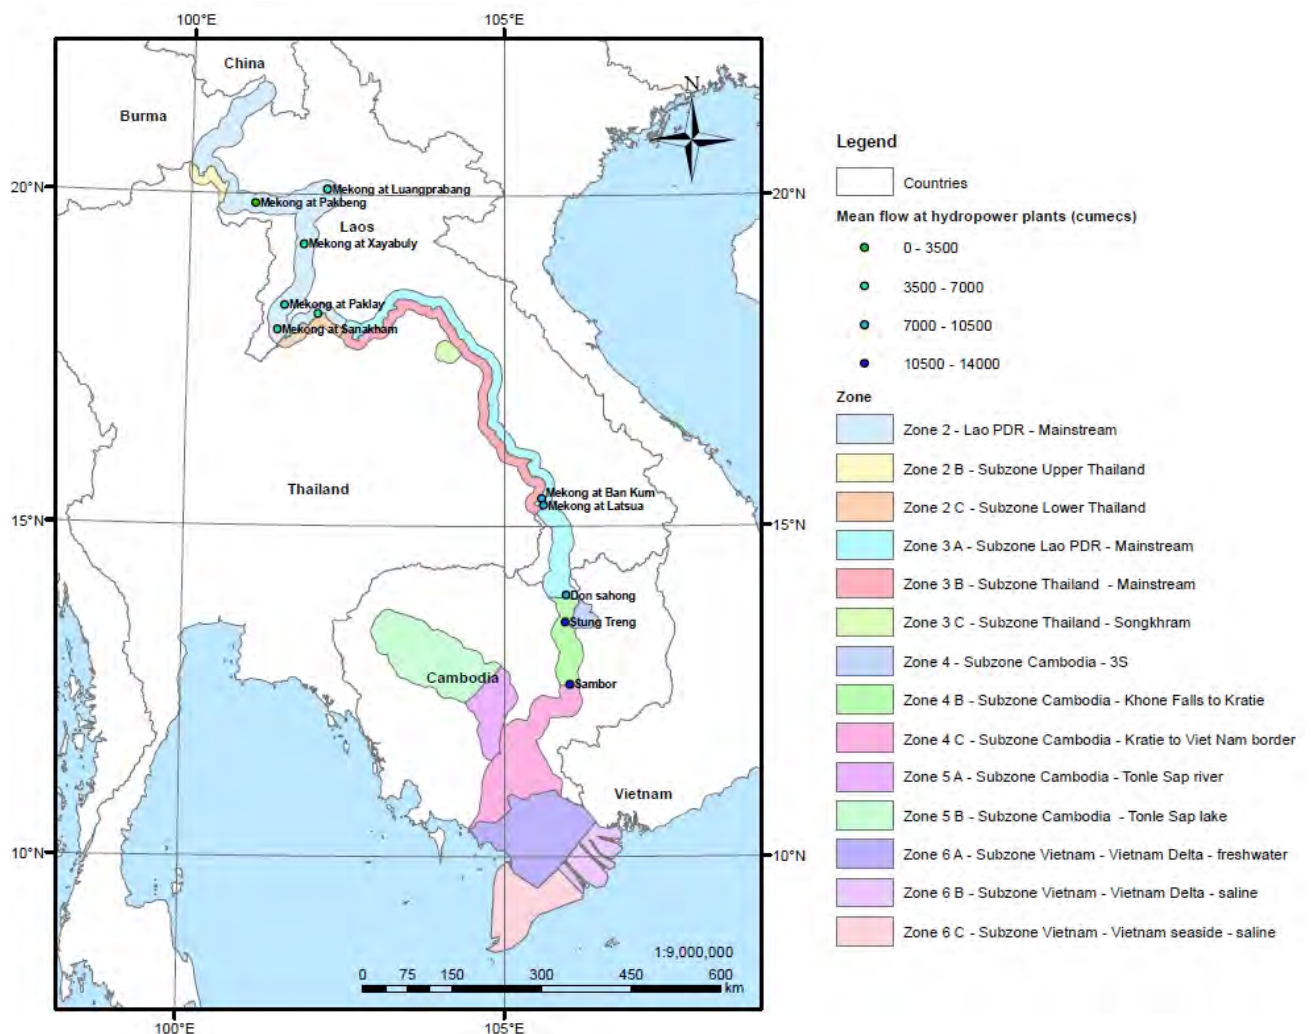 100°E 105°E
China
N
Burma
20°N 20°N
Mekong at Luangprabang
Mekong at Pakbeng
Laos
Mekong at Xayabuly
Mekong at Paklay
Mekong at Sanakham
Thailand
Mekong at Ban Kum
Mekong at Latsua
15°N 15°N
Don sahong
Stung Treng
Cambodia
Sambor
Vietnam
10°N 10°N
1:9,000,000
0 75 150 300 450 600
km
100°E 105°E
Legend
Countries
Mean flow at hydropower plants (cumecs)
0 - 3500
3500 - 7000
7000 - 10500
10500 - 14000
Zone
Zone 2 - Lao PDR - Mainstream
Zone 2 B - Subzone Upper Thailand
Zone 2 C - Subzone Lower Thailand
Zone 3 A - Subzone Lao PDR - Mainstream
Zone 3 B - Subzone Thailand - Mainstream
Zone 3 C - Subzone Thailand - Songkhram
Zone 4 - Subzone Cambodia - 3S
Zone 4 B - Subzone Cambodia - Khone Falls to Kratie
Zone 4 C - Subzone Cambodia - Kratie to Viet Nam border
Zone 5 A - Subzone Cambodia - Tonle Sap river
Zone 5 B - Subzone Cambodia - Tonle Sap lake
Zone 6 A - Subzone Vietnam - Vietnam Delta - freshwater
Zone 6 B - Subzone Vietnam - Vietnam Delta - saline
Zone 6 C - Subzone Vietnam - Vietnam seaside - saline